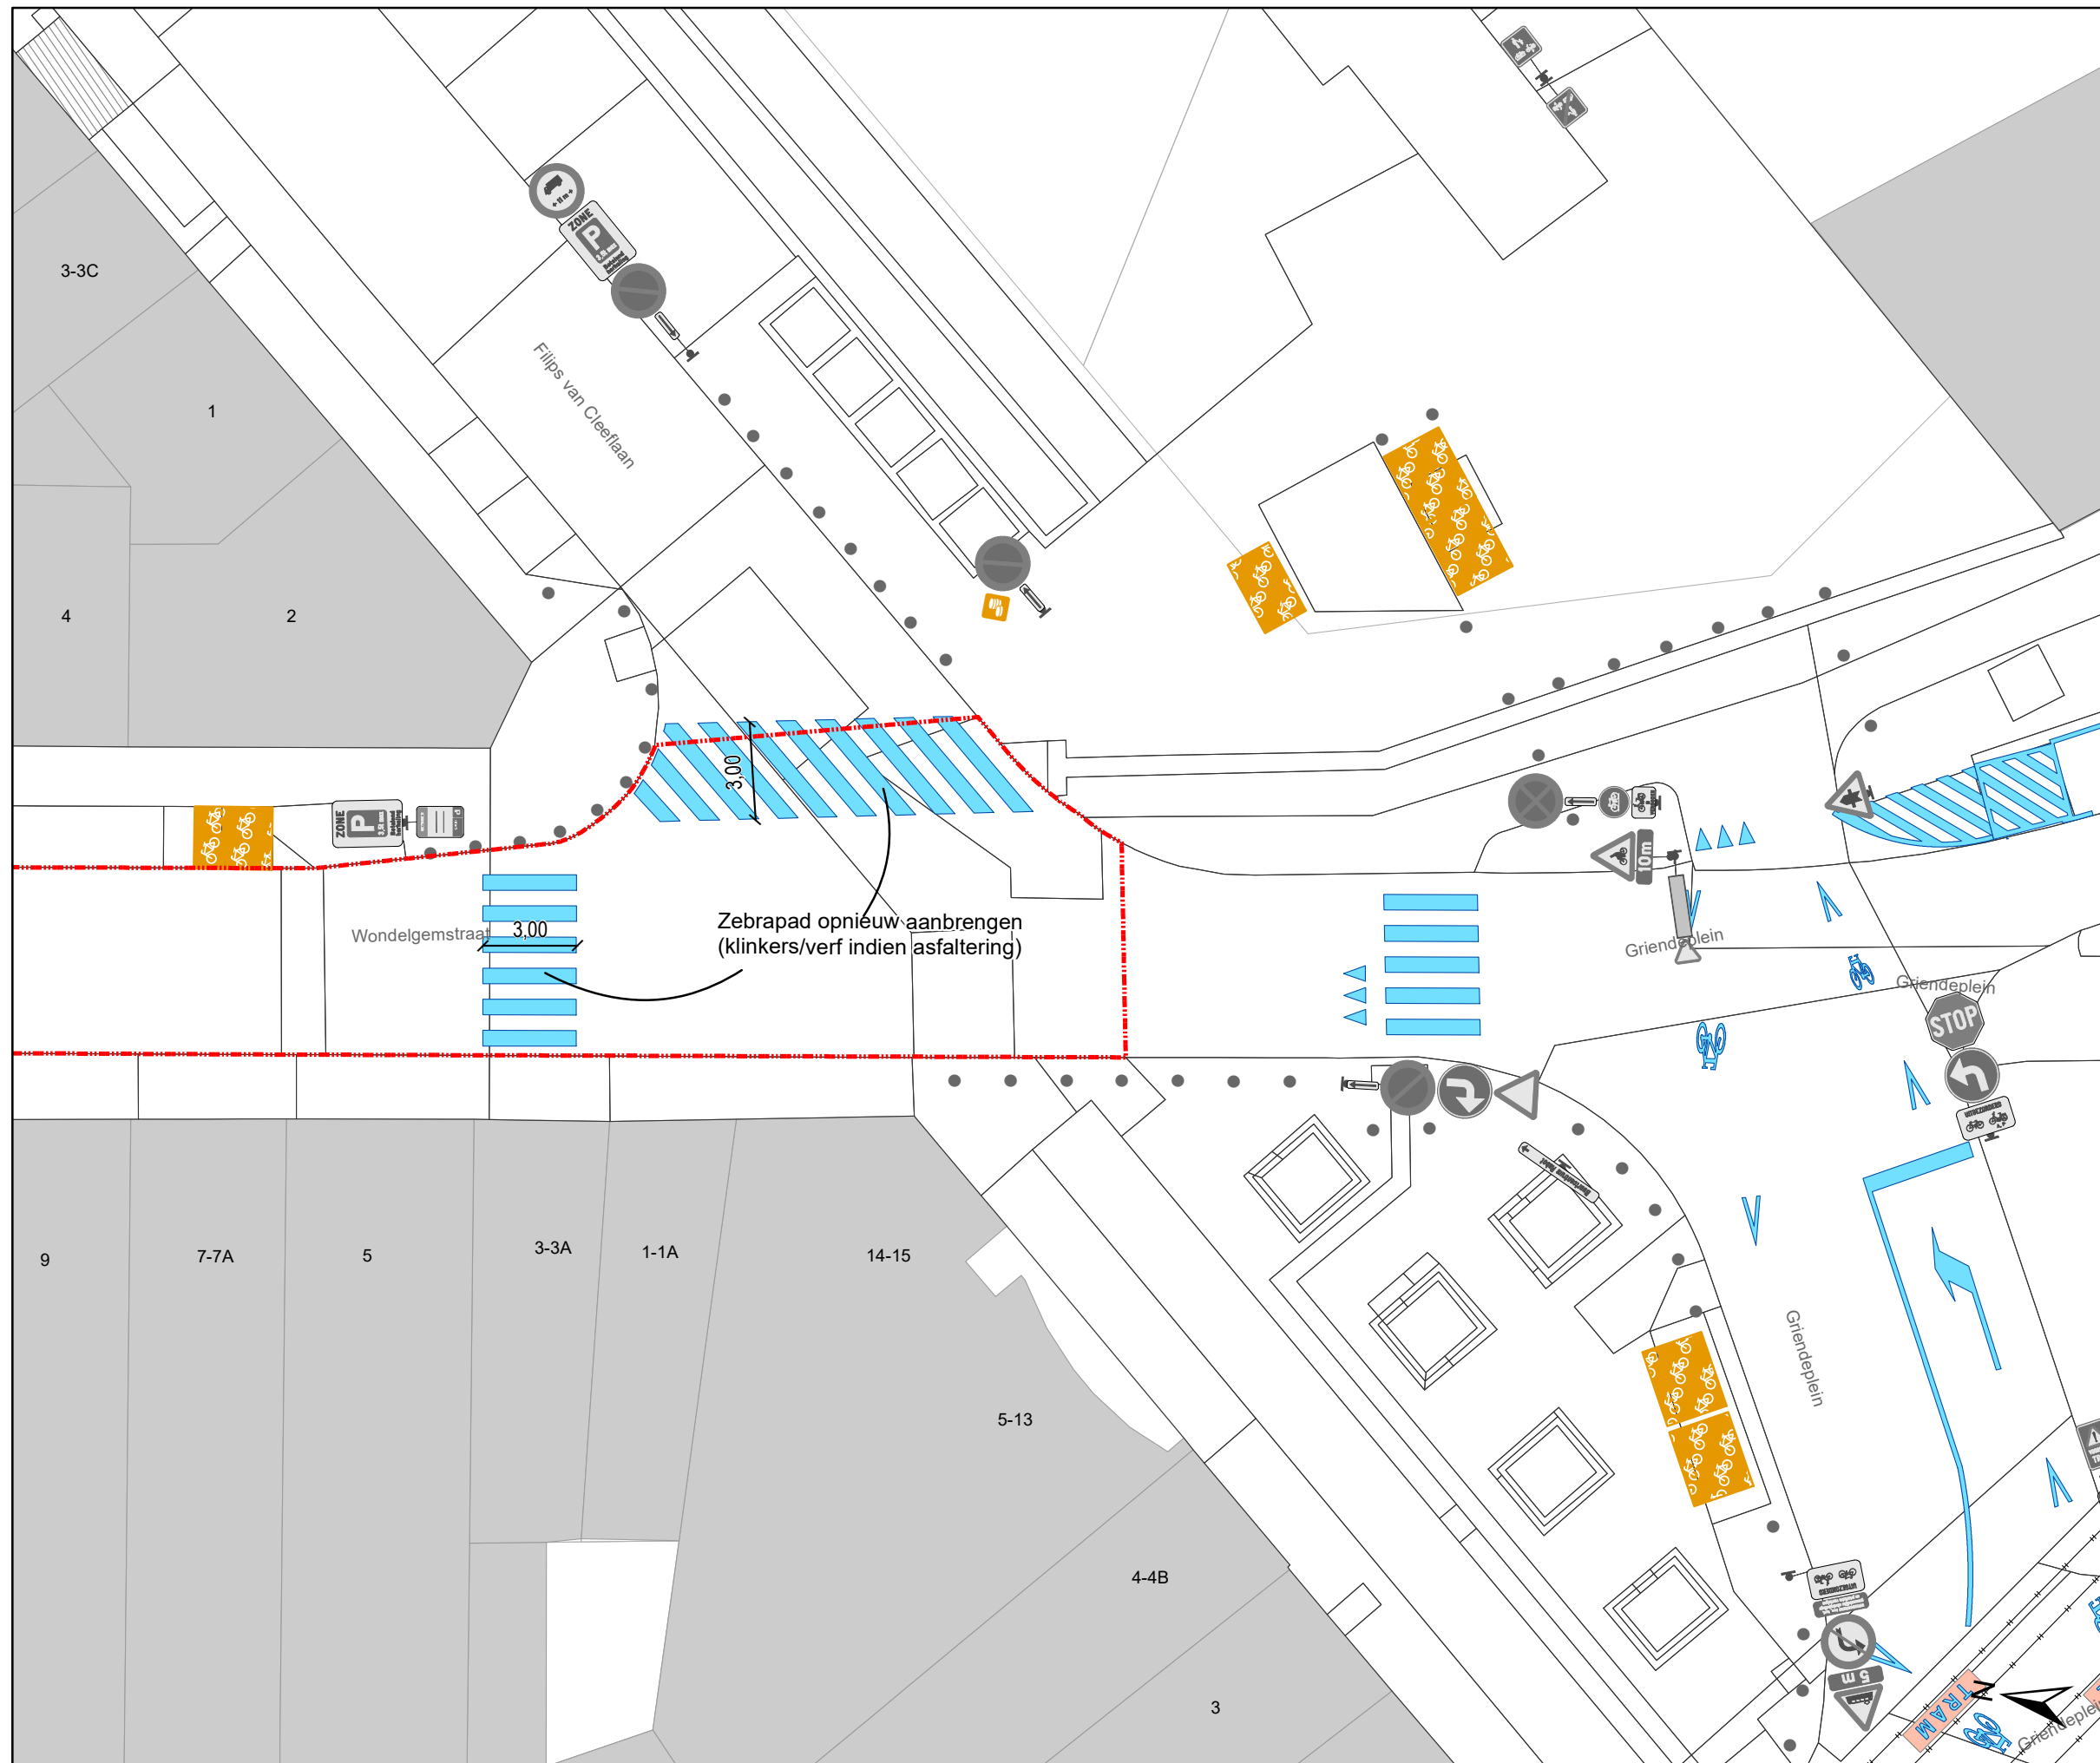 3-3C
1
4
2
ZONE
P
Filips van Cleeflaan
3,00
ZONE
P
Wondelgemstraat
3,00
Zebrapad opnieuw aanbrengen
(klinkers/verf indien asfaltering)
10m
Griendeplein
Griendeplein
STOP
9
7-7A
5
3-3A
1-1A
14-15
5-13
4-4B
3
Griendeplein
UITGEZONDERD
5 m
TRAM
N
Griendeplein